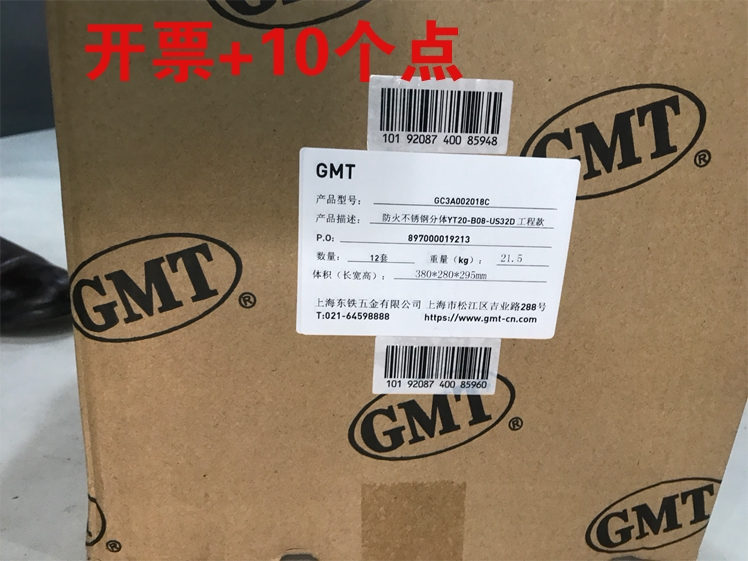 开票+10个点
101 92087 400 85948
GMT®
GMT
产品型号： GC3A002018C
产品描述： 防火不锈钢分体YT20-B08-US32D 工程款
P.O： 897000019213
数量： 12套 重量（kg）： 21.5
体积（长宽高）： 380*280*295mm
上海东铁五金有限公司 上海市松江区吉业路288号
T:021-64598888 https://www.gmt-cn.com/
GMT®
101 92087 400 85960
GMT®
GMT®
®